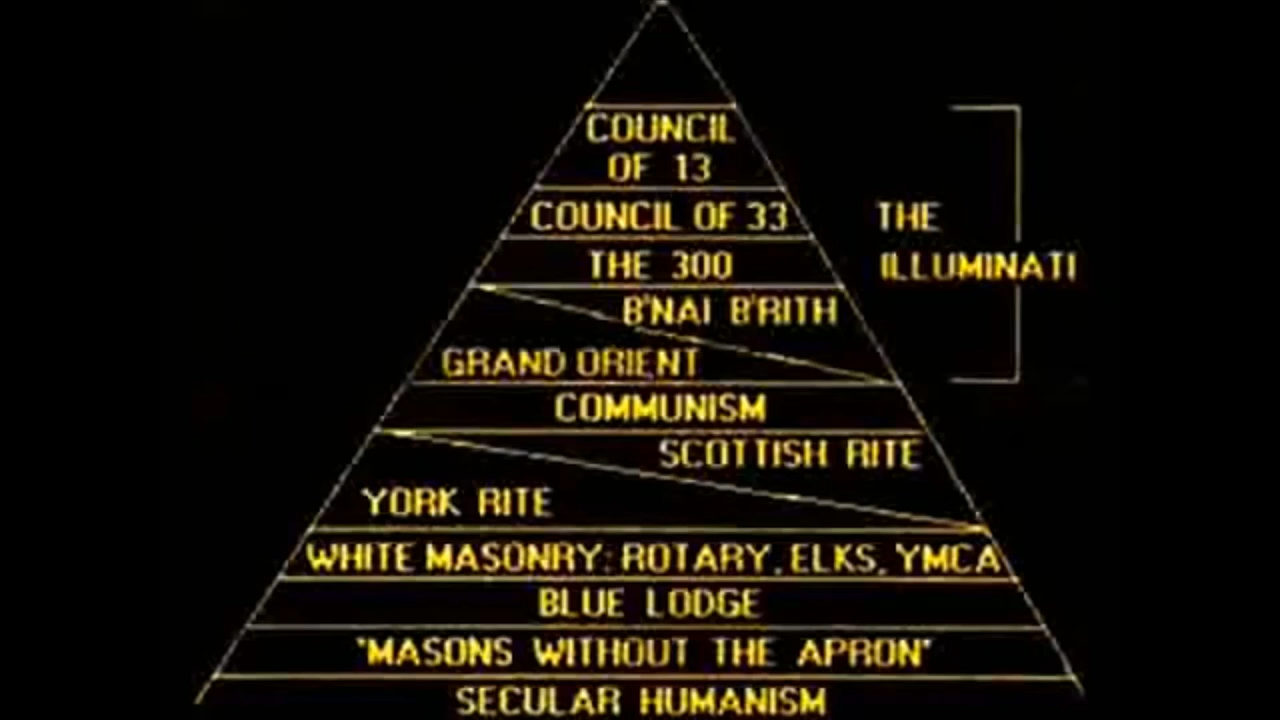 COUNCIL
OF 13
COUNCIL OF 33
THE 300
THE
ILLUMINATI
B'NAI B'RITH
GRAND ORIENT
COMMUNISM
SCOTTISH RITE
YORK RITE
WHITE MASONRY: ROTARY, ELKS, YMCA
BLUE LODGE
"MASONS WITHOUT THE APRON"
SECULAR HUMANISM